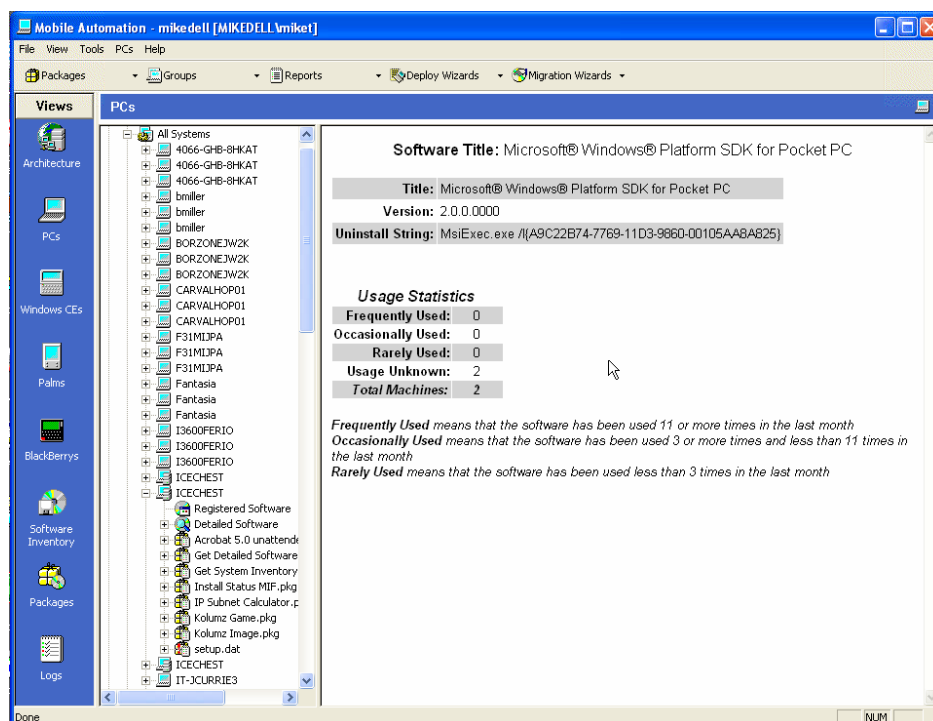 Mobile Automation - mikedell [MIKEDELL\miket]
File View Tools PCs Help
Packages Groups Reports Deploy Wizards Migration Wizards
Views
PCs
Architecture
PCs
Windows CEs
Palms
BlackBerrys
Software
Inventory
Packages
Logs
All Systems
4066-GHB-8HKAT
4066-GHB-8HKAT
4066-GHB-8HKAT
bmiller
bmiller
bmiller
BORZONEJW2K
BORZONEJW2K
BORZONEJW2K
CARVALHOP01
CARVALHOP01
CARVALHOP01
F31MIJPA
F31MIJPA
F31MIJPA
Fantasia
Fantasia
Fantasia
I3600FERIO
I3600FERIO
I3600FERIO
ICECHEST
ICECHEST
Registered Software
Detailed Software
Acrobat 5.0 unattende
Get Detailed Software
Get System Inventory
Install Status MIF.pkg
IP Subnet Calculator.p
Kolumz Game.pkg
Kolumz Image.pkg
setup.dat
ICECHEST
IT-JCURRIE3
Software Title: Microsoft® Windows® Platform SDK for Pocket PC
Title: Microsoft® Windows® Platform SDK for Pocket PC
Version: 2.0.0.0000
Uninstall String: MsiExec.exe /I{A9C22B74-7769-11D3-9860-00105AA8A825}
Usage Statistics
Frequently Used: 0
Occasionally Used: 0
Rarely Used: 0
Usage Unknown: 2
Total Machines: 2
Frequently Used means that the software has been used 11 or more times in the last month
Occasionally Used means that the software has been used 3 or more times and less than 11 times in
the last month
Rarely Used means that the software has been used less than 3 times in the last month
Done
NUM